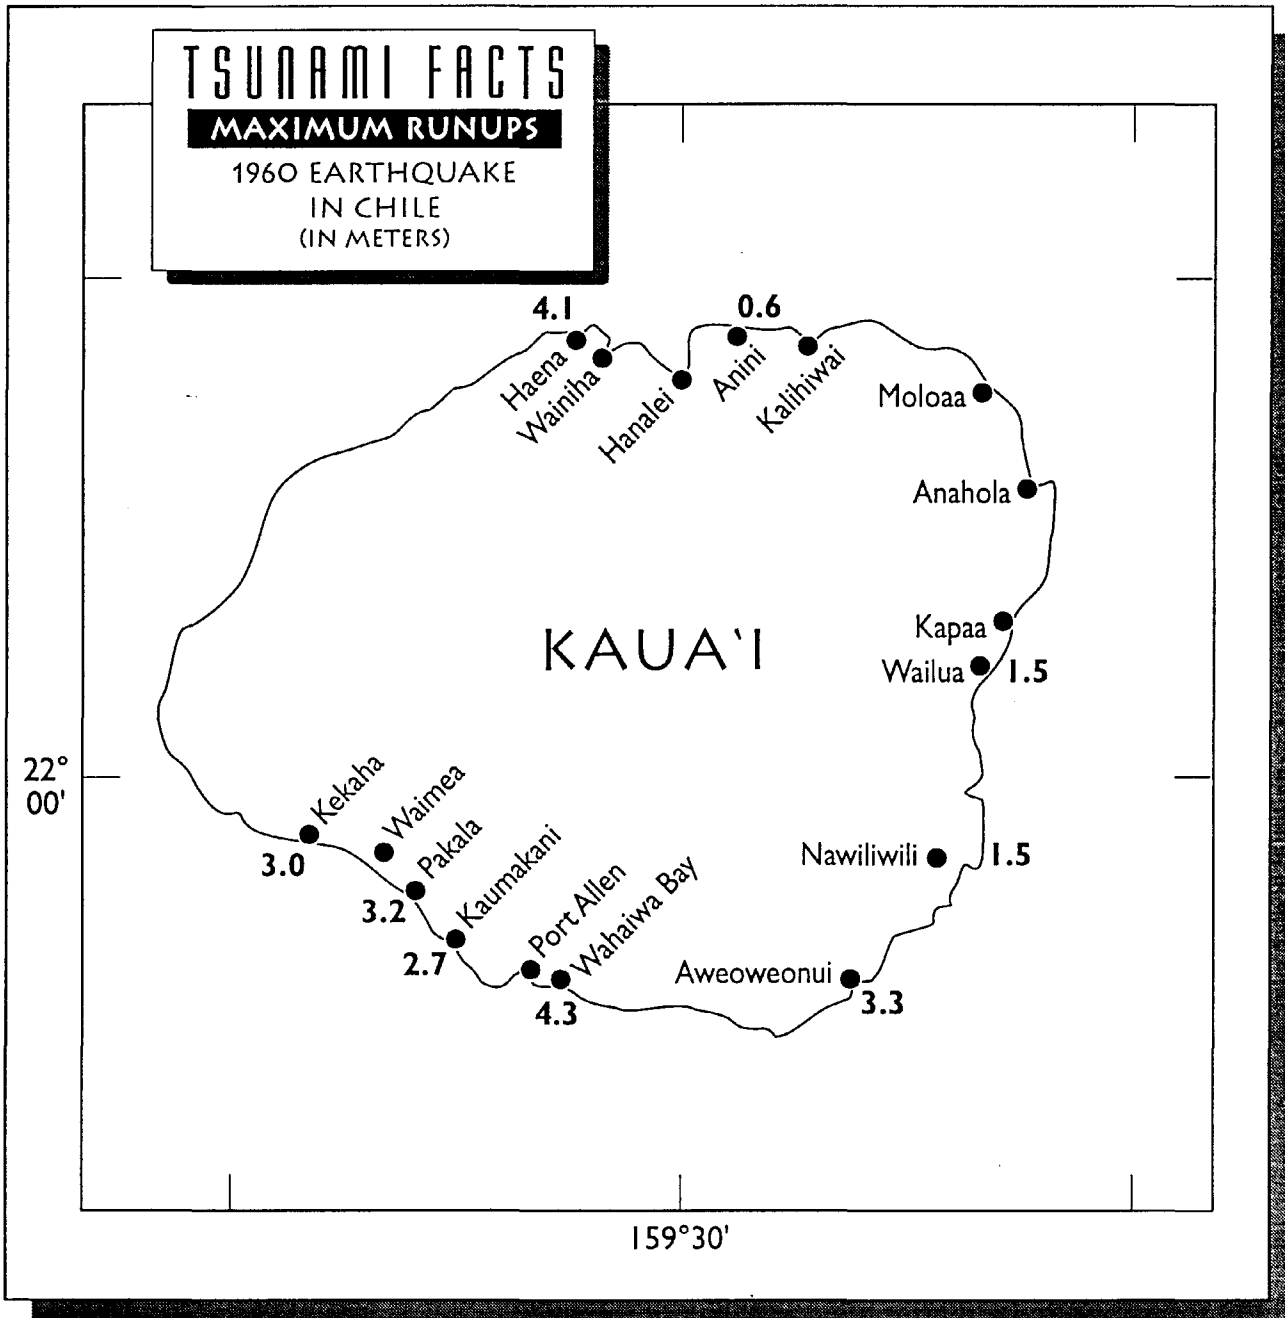 TSUNAMI FACTS
MAXIMUM RUNUPS
1960 EARTHQUAKE
IN CHILE
(IN METERS)
4.1
0.6
Haena
Wainiha
Hanalei
Anini
Kalihiwai
Moloaa
Anahola
KAUA'I
Kapaa
Wailua
1.5
22°
00'
Kekaha
3.0
Waimea
Pakala
3.2
Kaumakani
2.7
Port Allen
Wahaiwa Bay
4.3
Nawiliwili
1.5
Aweoweonui
3.3
159°30'